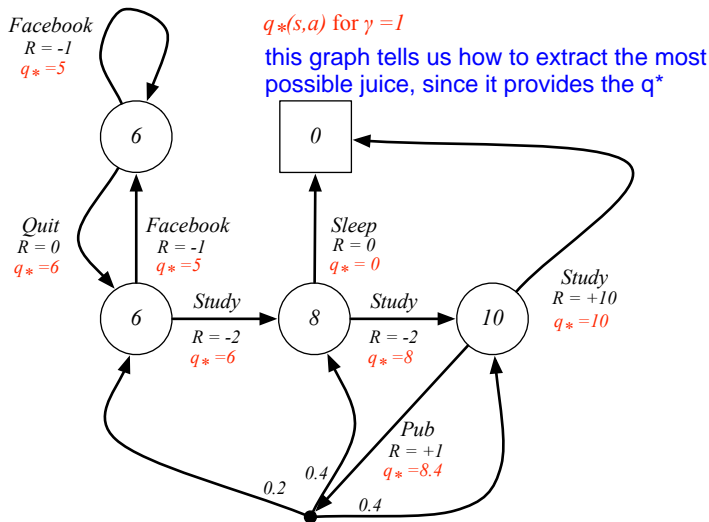 Facebook
R = -1
q* =5
q*(s,a) for γ =1
this graph tells us how to extract the most
possible juice, since it provides the q*
6
0
Quit
R = 0
q* =6
Facebook
R = -1
q* =5
Sleep
R = 0
q* = 0
Study
R = +10
q* =10
6
Study
R = -2
q* =6
8
Study
R = -2
q* =8
10
Pub
R = +1
q* =8.4
0.2
0.4
0.4